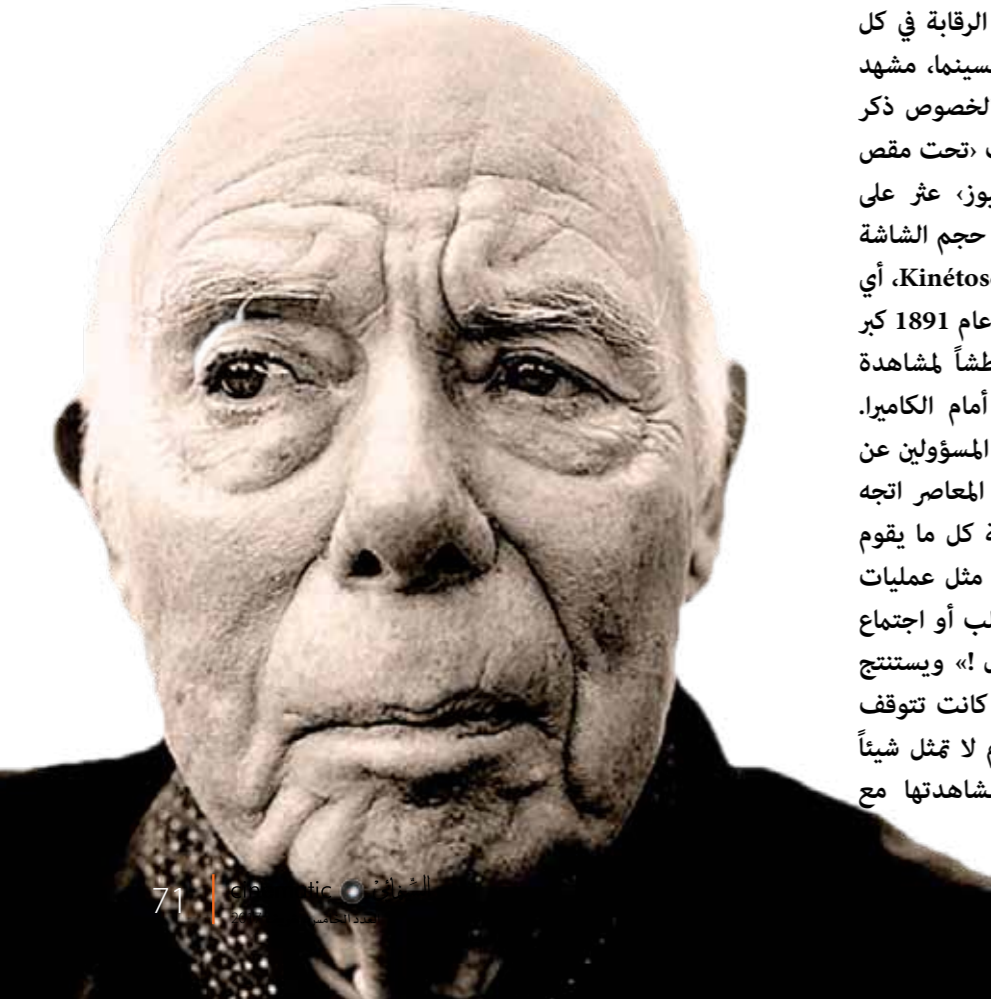 الرقابة في كل
سينما، مشهد
لخصوص ذكر
‹تحت مقص
يوز› عثر على
حجم الشاشة
Kinétos، أي
عام 1891 كبر
طشاً لمشاهدة
أمام الكاميرا.
المسؤولين عن
المعاصر اتجه
ة كل ما يقوم
مثل عمليات
لب أو اجتماع
!» ويستنتج
كانت تتوقف
م لا تمثل شيئاً
شاهدتها مع
71